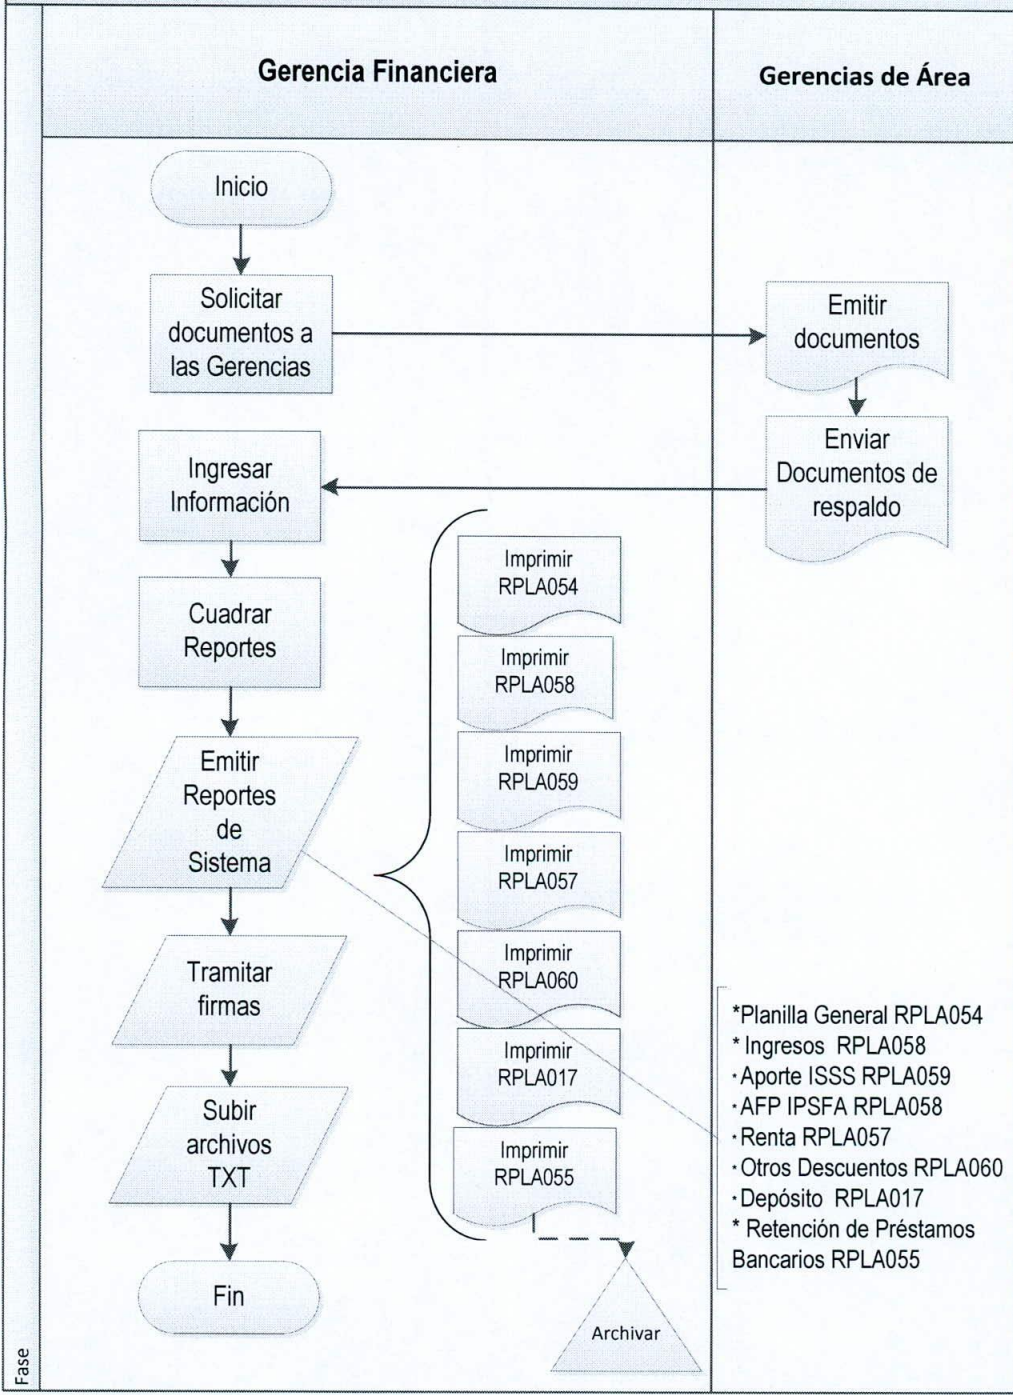 Gerencia Financiera
Gerencias de Área
Inicio
Solicitar
documentos a
las Gerencias
Emitir
documentos
Enviar
Documentos de
respaldo
Ingresar
Información
Cuadrar
Reportes
Emitir
Reportes
de
Sistema
Tramitar
firmas
Subir
archivos
TXT
Fin
Imprimir
RPLA054
Imprimir
RPLA058
Imprimir
RPLA059
Imprimir
RPLA057
Imprimir
RPLA060
Imprimir
RPLA017
Imprimir
RPLA055
Archivar
*Planilla General RPLA054
* Ingresos RPLA058
·Aporte ISSS RPLA059
·AFP IPSFA RPLA058
·Renta RPLA057
·Otros Descuentos RPLA060
·Depósito RPLA017
* Retención de Préstamos
Bancarios RPLA055
Fase